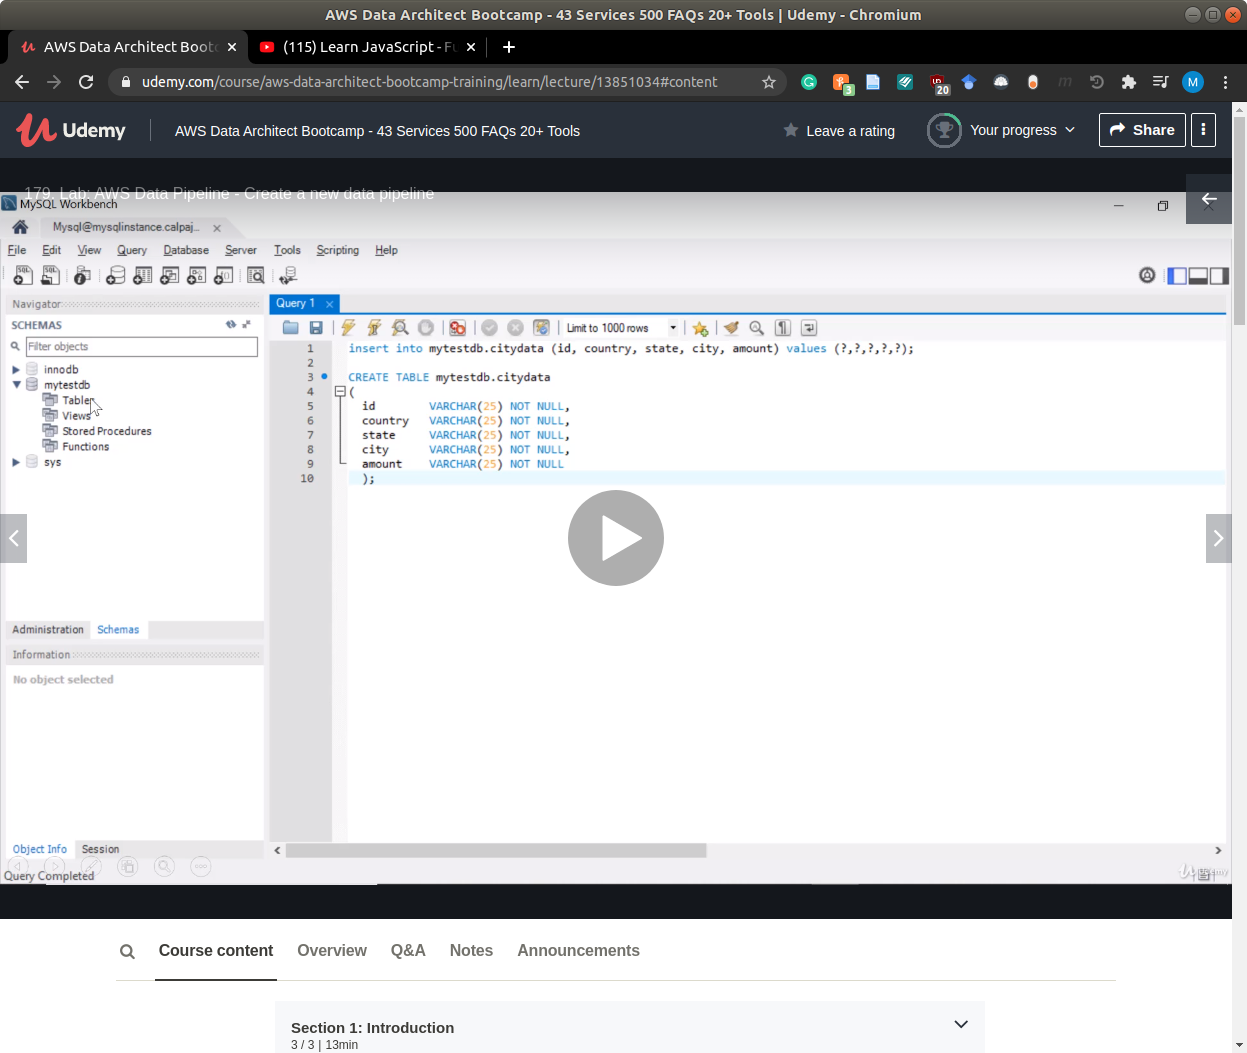 AWS Data Architect Bootcamp - 43 Services 500 FAQs 20+ Tools | Udemy - Chromium
AWS Data Architect Bootc
(115) Learn JavaScript - Fu
udemy.com/course/aws-data-architect-bootcamp-training/learn/lecture/13851034#content
3
20
M
Udemy
AWS Data Architect Bootcamp - 43 Services 500 FAQs 20+ Tools
Leave a rating
Your progress
Share
179. Lab: AWS Data Pipeline - Create a new data pipeline
MySQL Workbench
Mysql@mysqlinstance.calpaj...
File Edit View Query Database Server Tools Scripting Help
Navigator
Query 1
SCHEMAS
Limit to 1000 rows
Filter objects
innodb
mytestdb
Tables
Views
Stored Procedures
Functions
sys
1 insert into mytestdb.citydata (id, country, state, city, amount) values (?,?,?,?,?);
2
3 CREATE TABLE mytestdb.citydata
4 (
5 id VARCHAR(25) NOT NULL,
6 country VARCHAR(25) NOT NULL,
7 state VARCHAR(25) NOT NULL,
8 city VARCHAR(25) NOT NULL,
9 amount VARCHAR(25) NOT NULL
10 );
Administration Schemas
Information
No object selected
Object Info Session
Query Completed
Udemy
Course content Overview Q&A Notes Announcements
Section 1: Introduction
3 / 3 | 13min